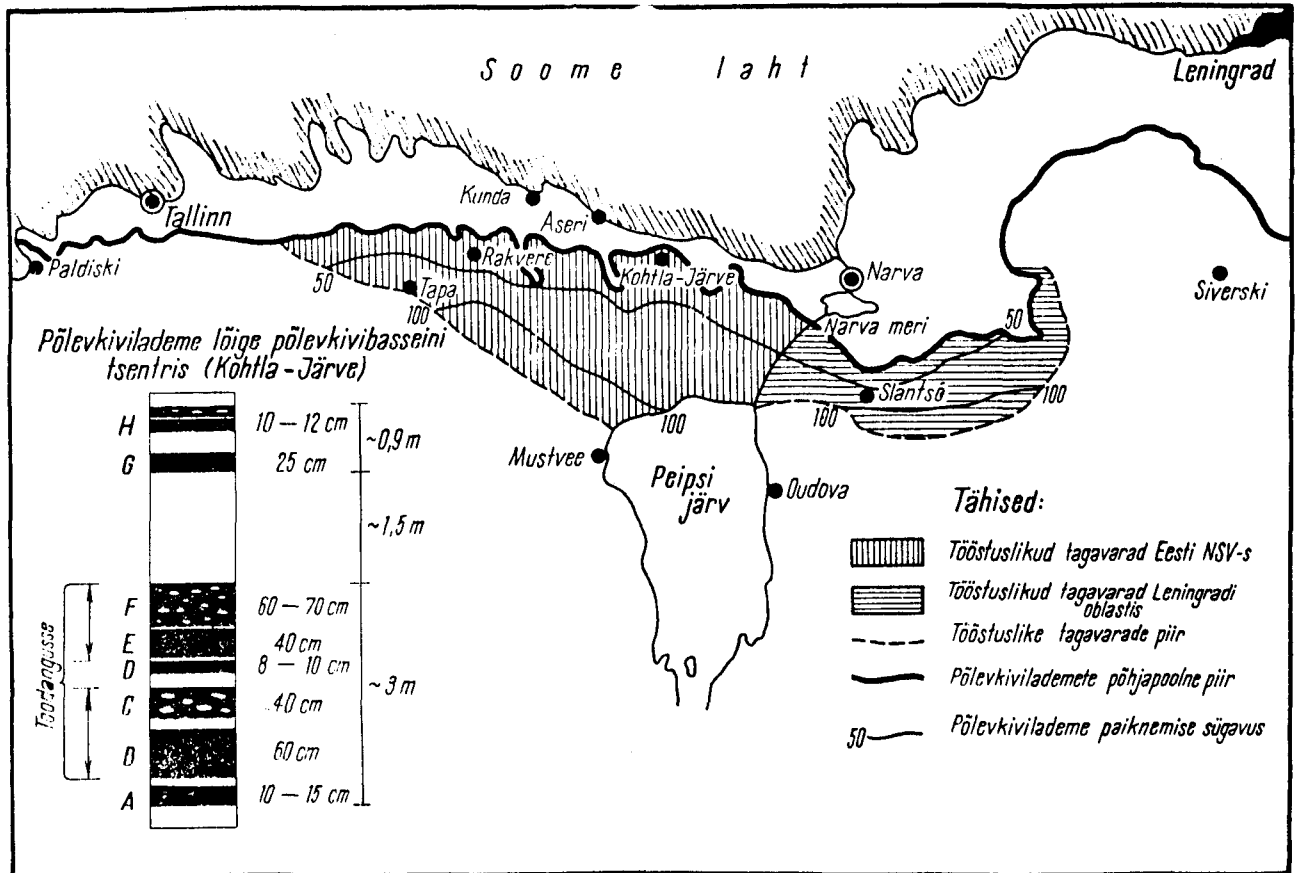 Soome laht
Leningrad
Tallinn
Kunda
Aseri
Paldiski
Rakvere
Kohtla-Järve
Narva
Siverski
50
Tapa
100
Narva meri
50
Slantsõ
100
100
100
Mustvee
Peipsi
järv
Oudova
Põlevkivilademe lõige põlevkivibasseini
tsentris (Kohtla-Järve)
H 10 — 12 cm
~0,9 m
G 25 cm
~1,5 m
F 60 — 70 cm
E 40 cm
D 8 — 10 cm
~3 m
C 40 cm
D 60 cm
A 10 — 15 cm
Toodangusse
Tähised:
Tööstuslikud tagavarad Eesti NSV-s
Tööstuslikud tagavarad Leningradi
oblastis
Tööstuslike tagavarade piir
Põlevkivilademete põhjapoolne piir
50 Põlevkivilademe paiknemise sügavus